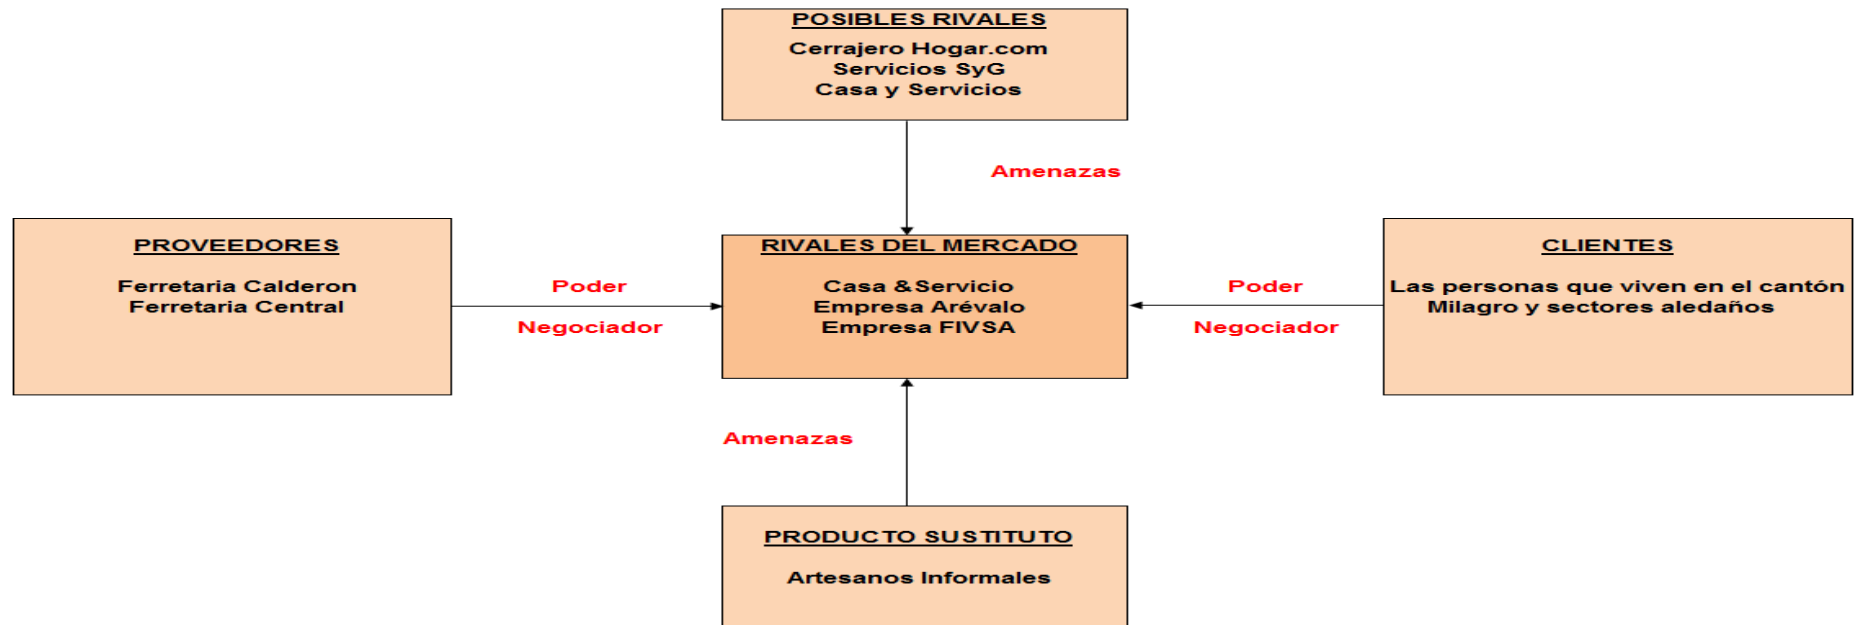 POSIBLES RIVALES
Cerrajero Hogar.com
Servicios SyG
Casa y Servicios
Amenazas
PROVEEDORES
Ferretaria Calderon
Ferretaria Central
Poder
Negociador
RIVALES DEL MERCADO
Casa &Servicio
Empresa Arévalo
Empresa FIVSA
Poder
Negociador
CLIENTES
Las personas que viven en el cantón
Milagro y sectores aledaños
Amenazas
PRODUCTO SUSTITUTO
Artesanos Informales